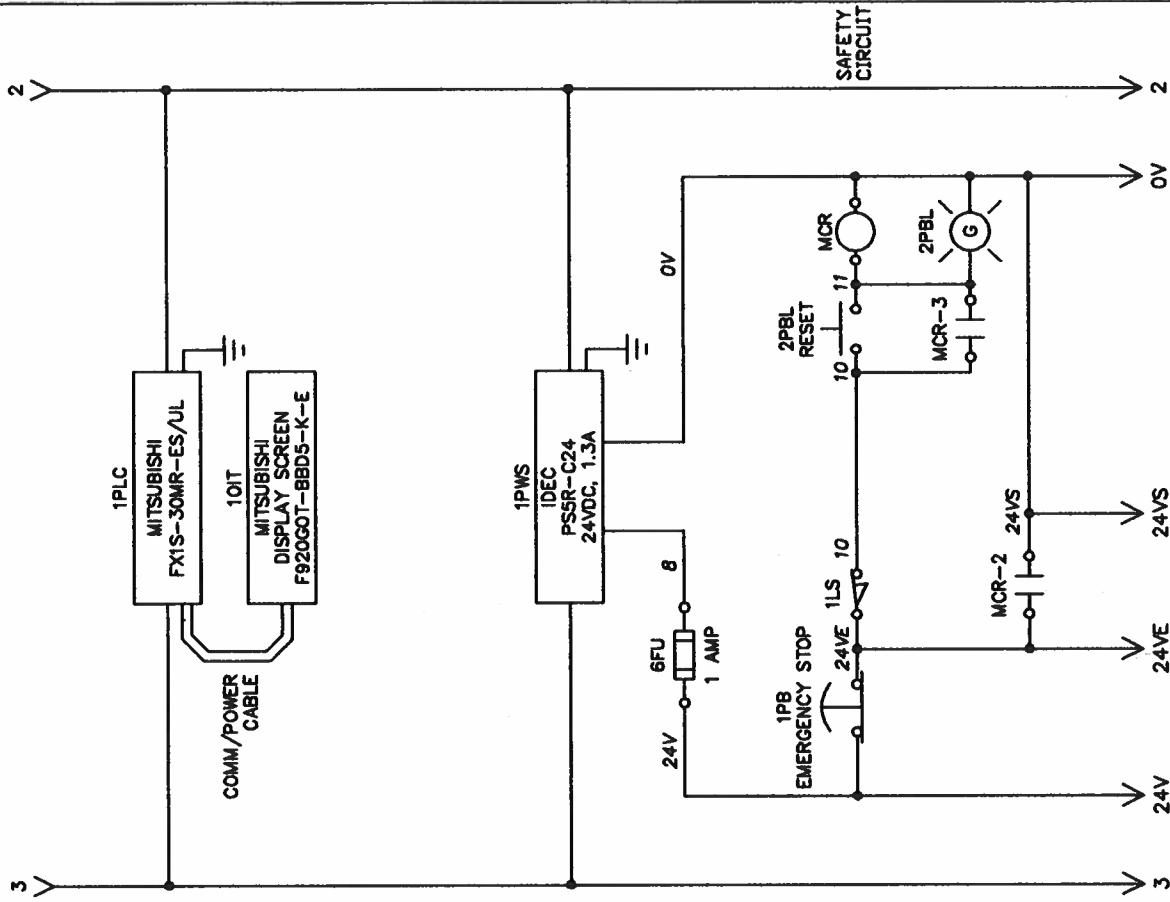 3
2
1PLC
MITSUBISHI
FX1S-30MR-ES/UL
10IT
MITSUBISHI
DISPLAY SCREEN
F920GOT-BBD5-K-E
COMM/POWER
CABLE
1PWS
IDEC
PS5R-C24
24VDC, 1.3A
8
0V
6FU
1 AMP
24V
SAFETY
CIRCUIT
1PB
EMERGENCY STOP
24VE
1LS
10
2PBL
RESET
10
11
MCR
2PBL
G
MCR-3
MCR-2
24VS
3
24V
24VE
24VS
0V
2